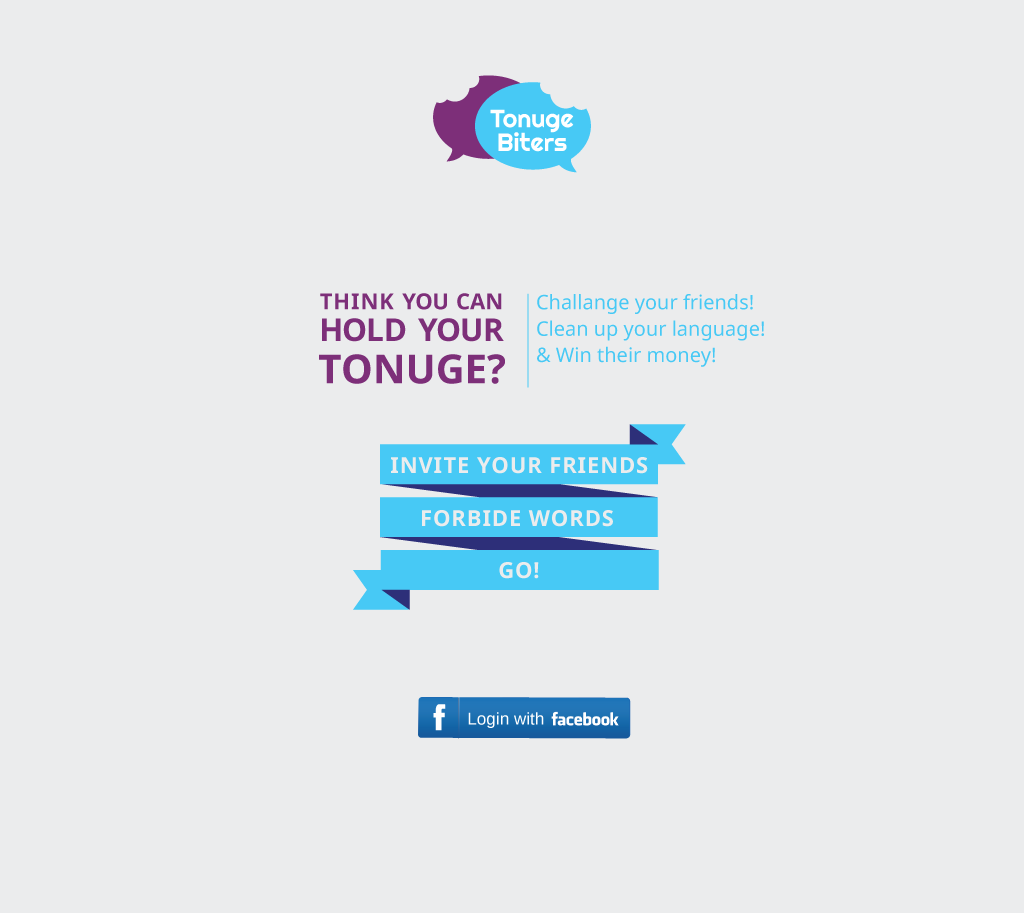 Tonuge
Biters
THINK YOU CAN
HOLD YOUR
TONUGE?
Challange your friends!
Clean up your language!
& Win their money!
INVITE YOUR FRIENDS
FORBIDE WORDS
GO!
f Login with facebook